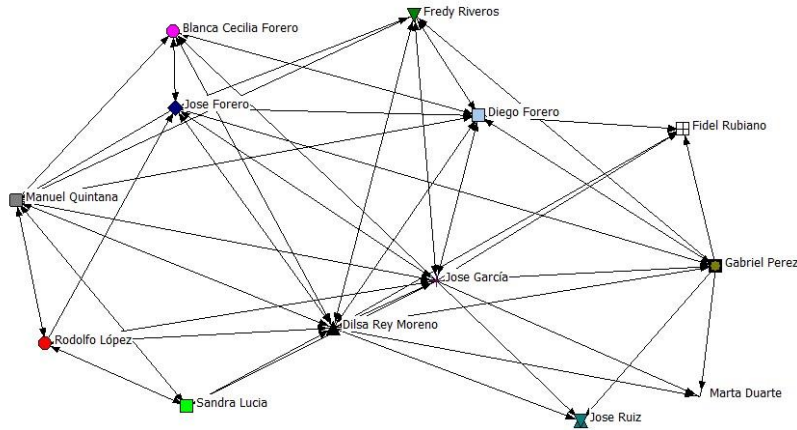 Fredy Riveros
Blanca Cecilia Forero
Jose Forero
Diego Forero
Fidel Rubiano
Manuel Quintana
Gabriel Perez
Jose García
Dilsa Rey Moreno
Rodolfo López
Marta Duarte
Sandra Lucia
Jose Ruiz